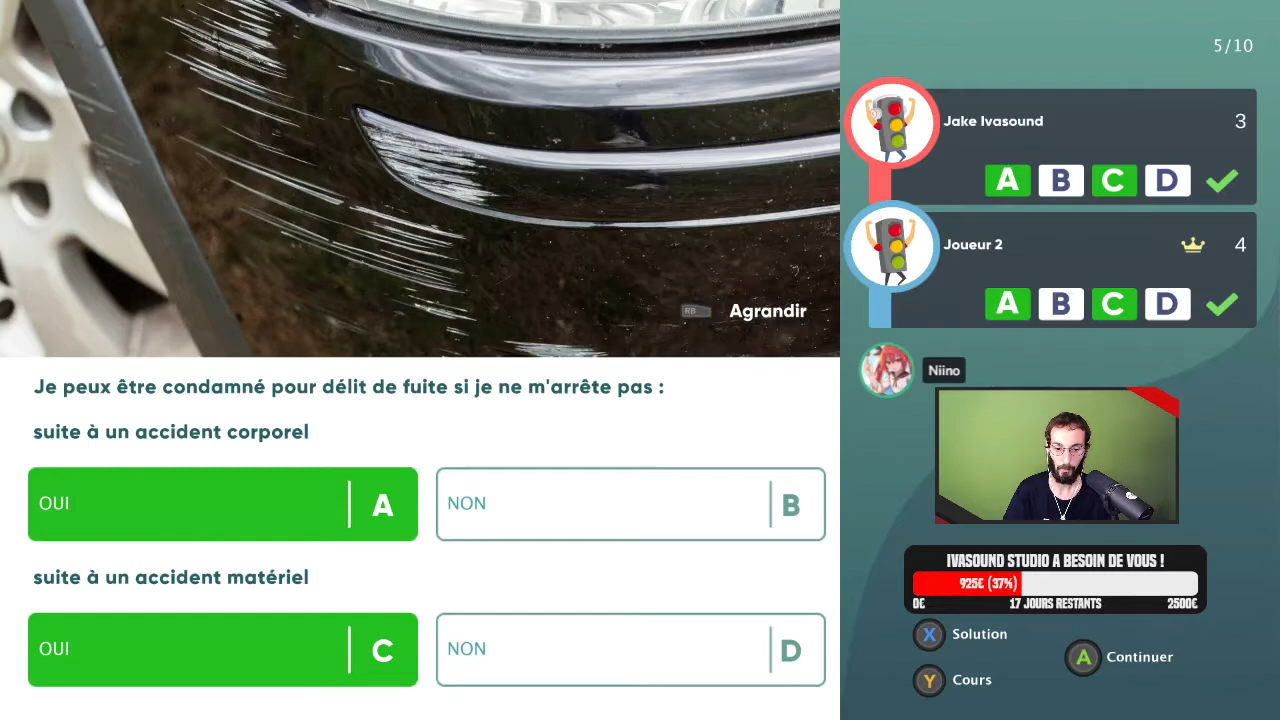 5/10
Jake Ivasound
3
A B C D
Joueur 2
4
A B C D
RB
Agrandir
Niino
Je peux être condamné pour délit de fuite si je ne m'arrête pas :
suite à un accident corporel
OUI A
NON B
suite à un accident matériel
OUI C
NON D
IVASOUND STUDIO A BESOIN DE VOUS !
925€ (37%)
0€ 17 JOURS RESTANTS 2500€
X Solution
A Continuer
Y Cours